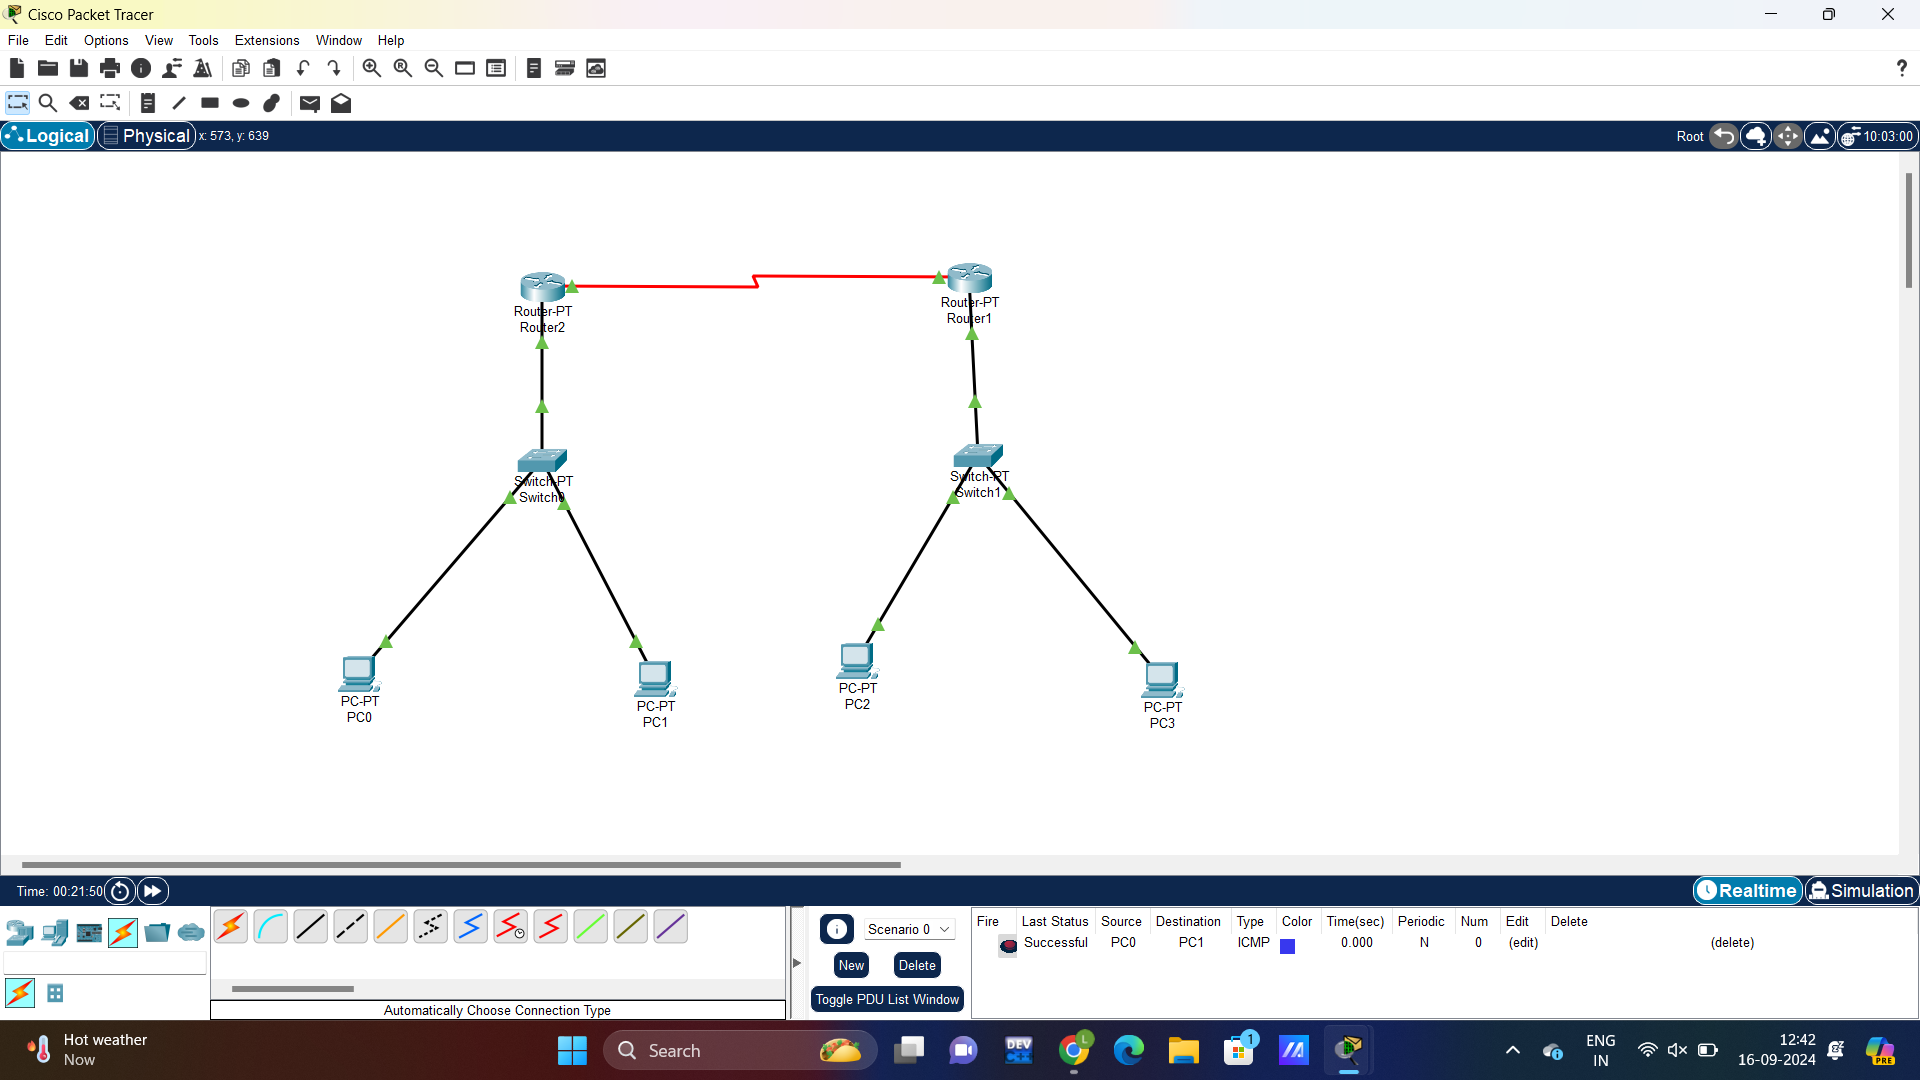 Cisco Packet Tracer
File Edit Options View Tools Extensions Window Help
Logical Physical x: 573, y: 639 Root 10:03:00
Router-PT
Router2
Router-PT
Router1
Switch-PT
Switch0
Switch-PT
Switch1
PC-PT
PC0
PC-PT
PC1
PC-PT
PC2
PC-PT
PC3
Time: 00:21:50 Realtime Simulation
Scenario 0
New Delete
Toggle PDU List Window
Fire Last Status Source Destination Type Color Time(sec) Periodic Num Edit Delete
Successful PC0 PC1 ICMP 0.000 N 0 (edit) (delete)
Automatically Choose Connection Type
Hot weather
Now
Search
DEV
C++
L
1
ENG
IN
12:42
16-09-2024
PRE